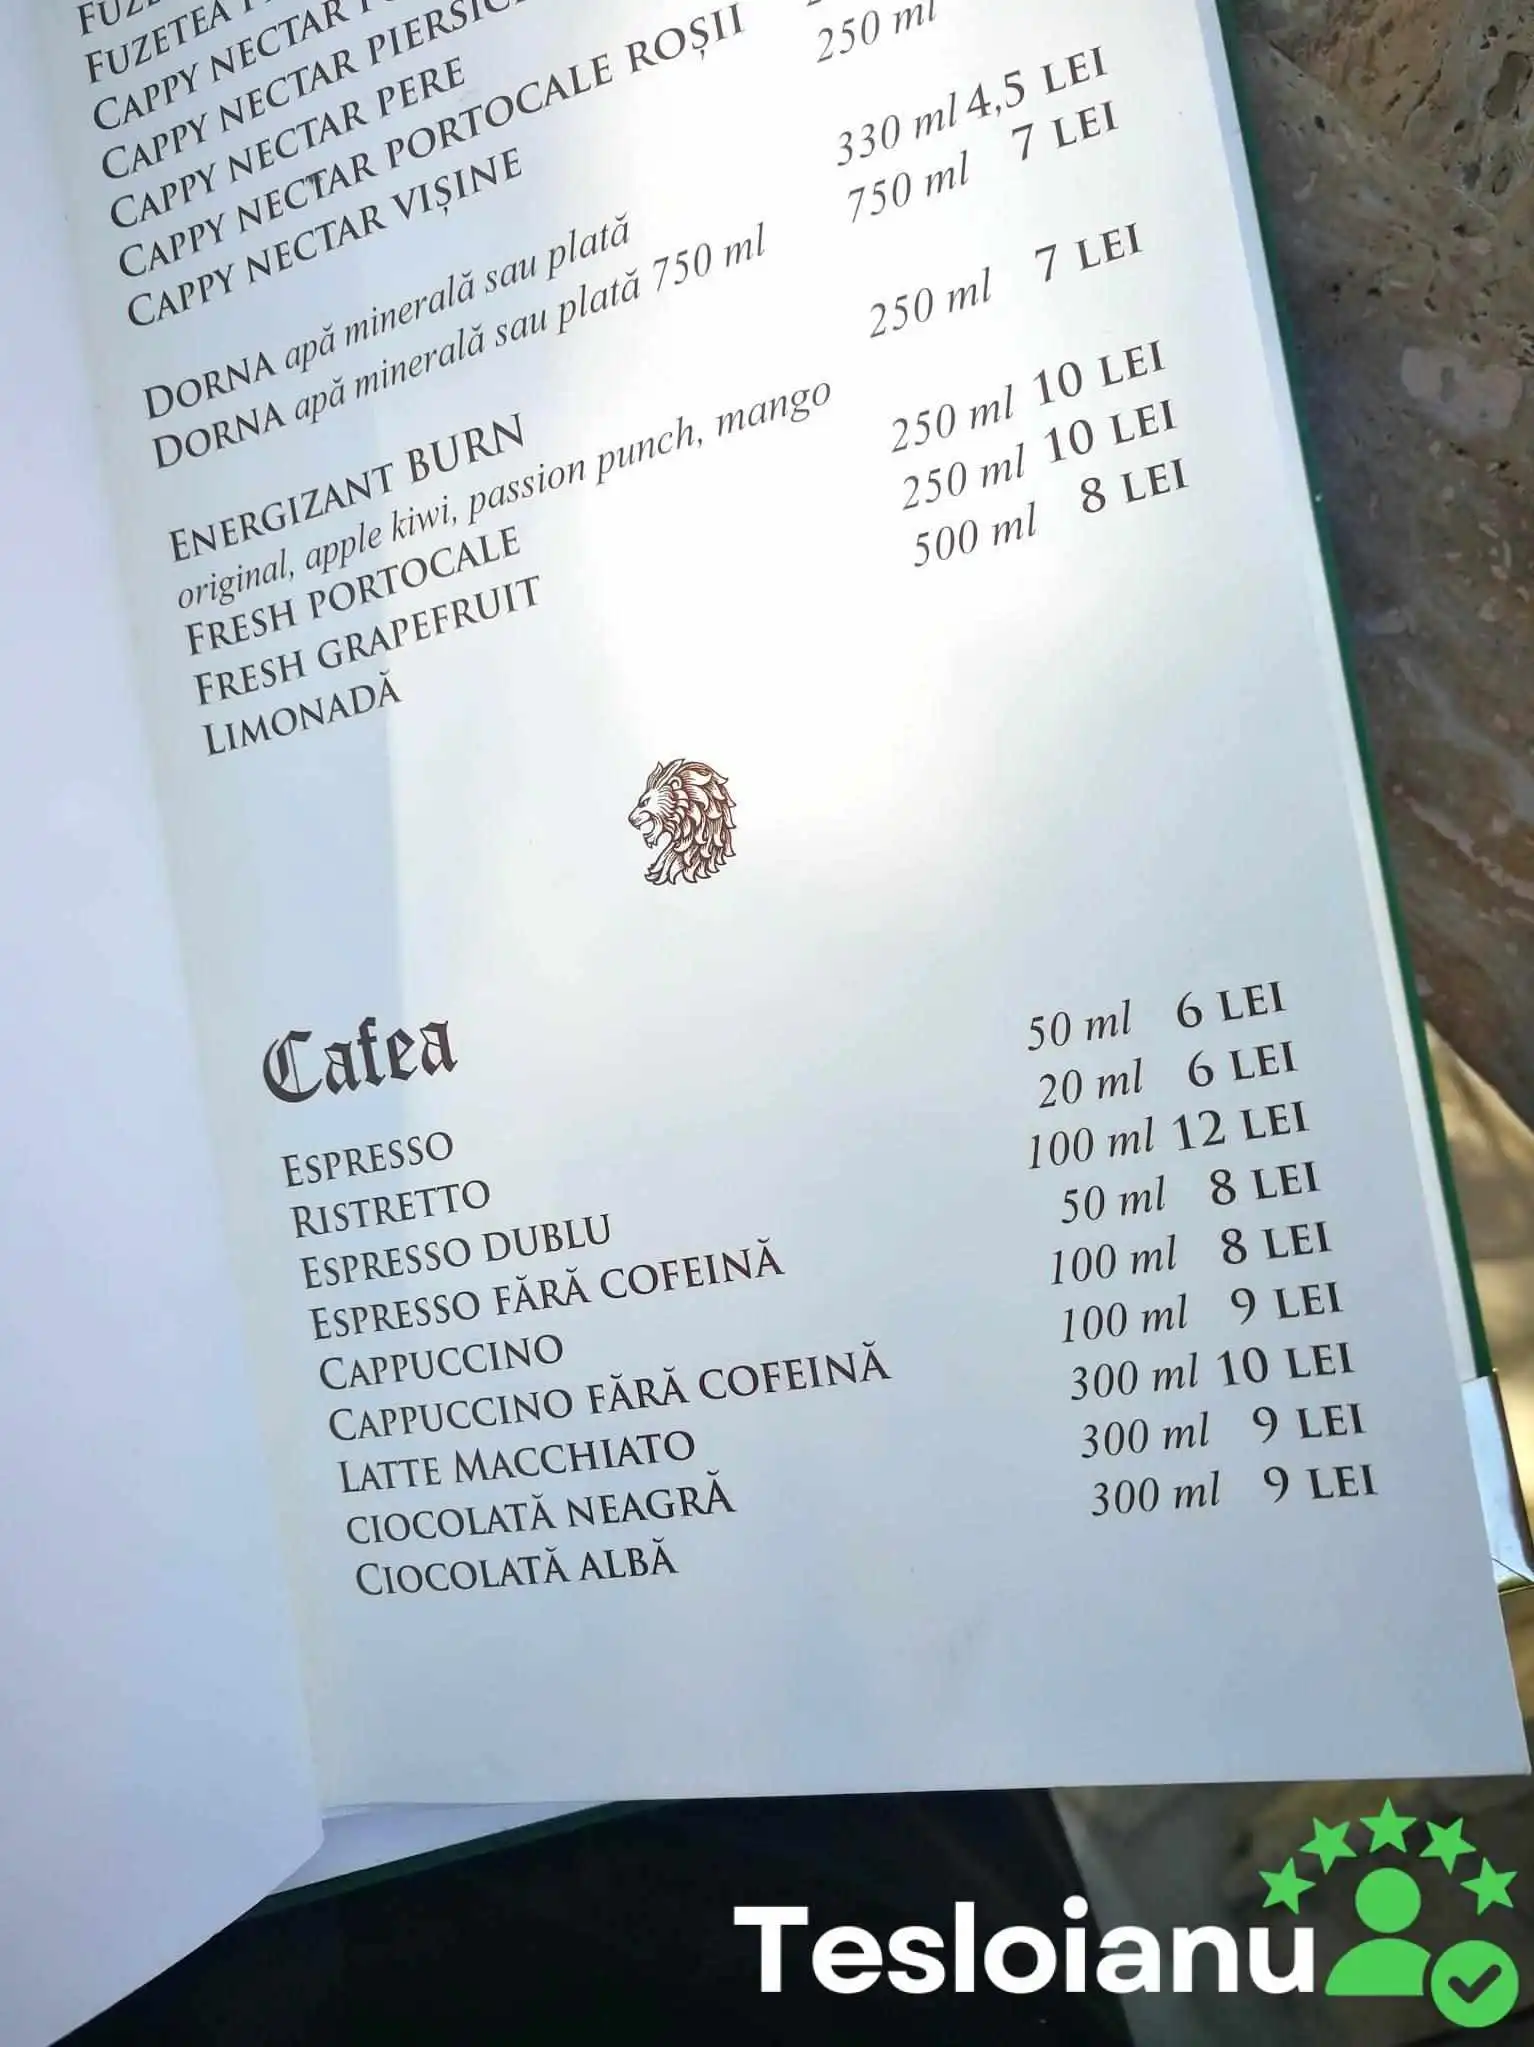 FUZETEA
CAPPY NECTAR
CAPPY NECTAR
CAPPY NECTAR PERE
CAPPY NECTAR PORTOCALE ROȘII 250 ml
CAPPY NECTAR VIȘINE
DORNA apă minerală sau plată 330 ml 4,5 LEI
DORNA apă minerală sau plată 750 ml 750 ml 7 LEI
ENERGIZANT BURN 250 ml 7 LEI
original, apple kiwi, passion punch, mango
FRESH PORTOCALE 250 ml 10 LEI
FRESH GRAPEFRUIT 250 ml 10 LEI
LIMONADĂ 500 ml 8 LEI
Cafea
ESPRESSO 50 ml 6 LEI
RISTRETTO 20 ml 6 LEI
ESPRESSO DUBLU 100 ml 12 LEI
ESPRESSO FĂRĂ COFEINĂ 50 ml 8 LEI
CAPPUCCINO 100 ml 8 LEI
CAPPUCCINO FĂRĂ COFEINĂ 100 ml 9 LEI
LATTE MACCHIATO 300 ml 10 LEI
CIOCOLATĂ NEAGRĂ 300 ml 9 LEI
CIOCOLATĂ ALBĂ 300 ml 9 LEI
Tesloianu